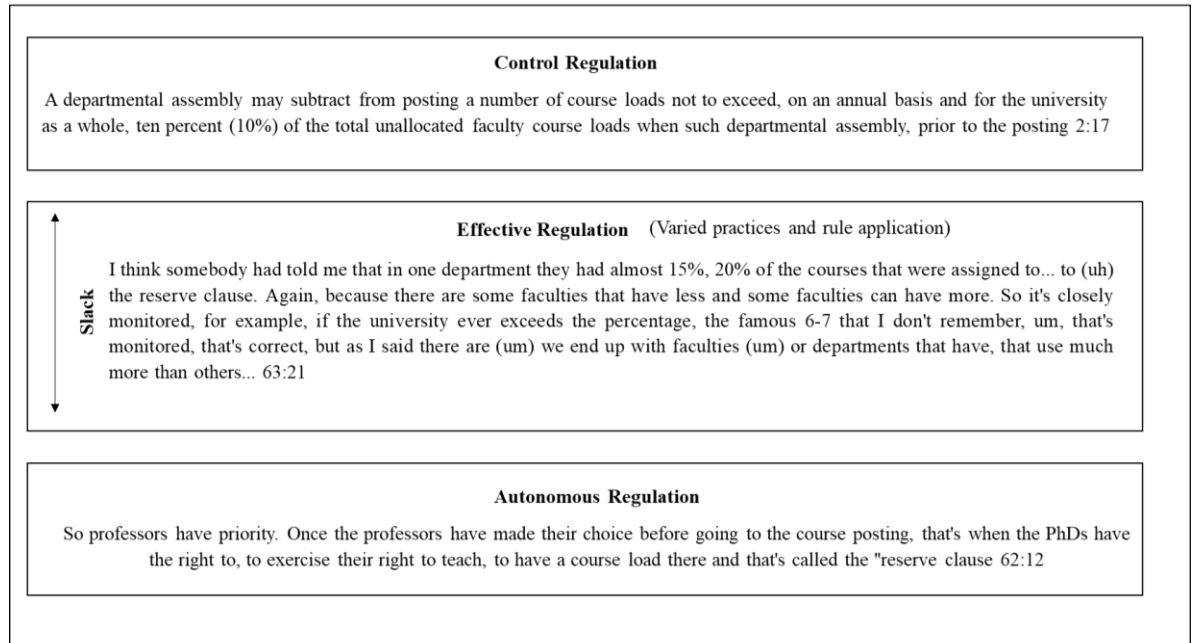 Control Regulation
A departmental assembly may subtract from posting a number of course loads not to exceed, on an annual basis and for the university
as a whole, ten percent (10%) of the total unallocated faculty course loads when such departmental assembly, prior to the posting 2:17
Effective Regulation (Varied practices and rule application)
Slack
I think somebody had told me that in one department they had almost 15%, 20% of the courses that were assigned to... to (uh)
the reserve clause. Again, because there are some faculties that have less and some faculties can have more. So it's closely
monitored, for example, if the university ever exceeds the percentage, the famous 6-7 that I don't remember, um, that's
monitored, that's correct, but as I said there are (um) we end up with faculties (um) or departments that have, that use much
more than others... 63:21
Autonomous Regulation
So professors have priority. Once the professors have made their choice before going to the course posting, that's when the PhDs have
the right to, to exercise their right to teach, to have a course load there and that's called the "reserve clause 62:12